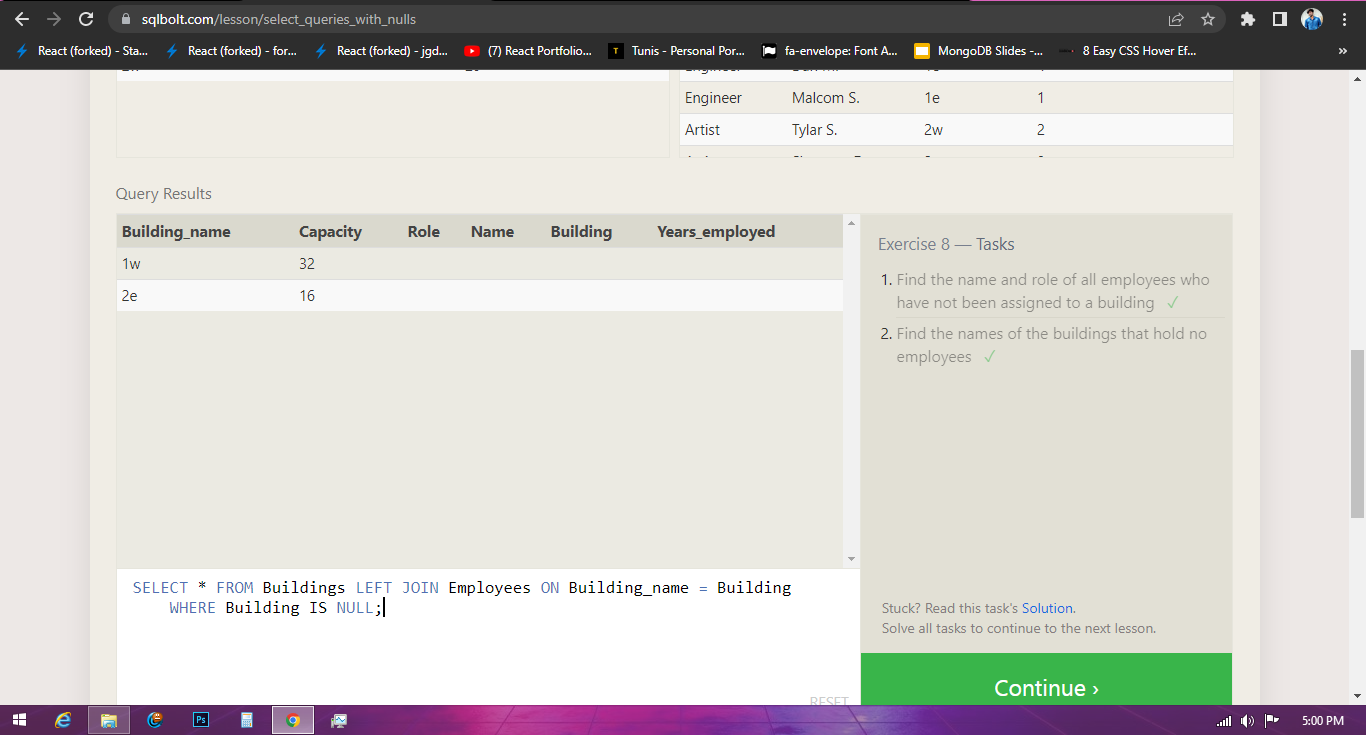 sqlbolt.com/lesson/select_queries_with_nulls
React (forked) - Sta... React (forked) - for... React (forked) - jgd... (7) React Portfolio... T Tunis - Personal Por... fa-envelope: Font A... MongoDB Slides -... 8 Easy CSS Hover Ef... »
Engineer Malcom S. 1e 1
Artist Tylar S. 2w 2
Query Results
Building_name Capacity Role Name Building Years_employed
1w 32
2e 16
Exercise 8 — Tasks
1. Find the name and role of all employees who
have not been assigned to a building ✓
2. Find the names of the buildings that hold no
employees ✓
SELECT * FROM Buildings LEFT JOIN Employees ON Building_name = Building
WHERE Building IS NULL;
RESET
Stuck? Read this task's Solution.
Solve all tasks to continue to the next lesson.
Continue ›
Ps
5:00 PM